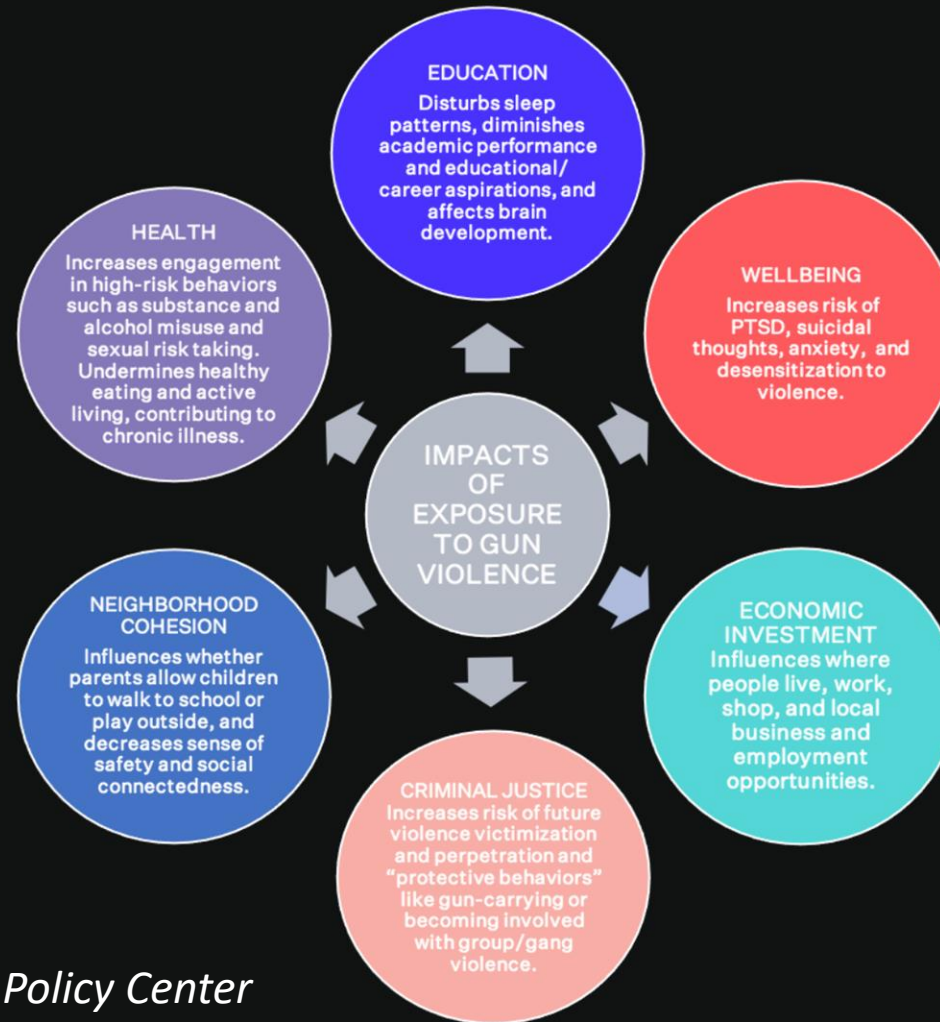 EDUCATION
Disturbs sleep
patterns, diminishes
academic performance
and educational/
career aspirations, and
affects brain
development.
HEALTH
Increases engagement
in high-risk behaviors
such as substance and
alcohol misuse and
sexual risk taking.
Undermines healthy
eating and active
living, contributing to
chronic illness.
WELLBEING
Increases risk of
PTSD, suicidal
thoughts, anxiety, and
desensitization to
violence.
IMPACTS
OF
EXPOSURE
TO GUN
VIOLENCE
NEIGHBORHOOD
COHESION
Influences whether
parents allow children
to walk to school or
play outside, and
decreases sense of
safety and social
connectedness.
ECONOMIC
INVESTMENT
Influences where
people live, work,
shop, and local
business and
employment
opportunities.
CRIMINAL JUSTICE
Increases risk of future
violence victimization
and perpetration and
“protective behaviors”
like gun-carrying or
becoming involved
with group/gang
violence.
Policy Center